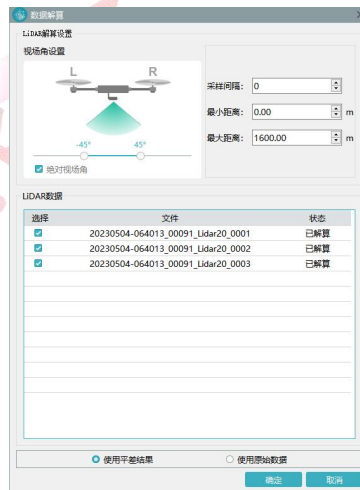 数据解算
LiDAR解算设置
视场角设置
L R
-45° 45°
绝对视场角
采样间隔: 0
最小距离: 0.00 m
最大距离: 1600.00 m
LiDAR数据
选择 文件 状态
20230504-064013_00091_Lidar20_0001 已解算
20230504-064013_00091_Lidar20_0002 已解算
20230504-064013_00091_Lidar20_0003 已解算
使用平差结果 使用原始数据
确定 取消